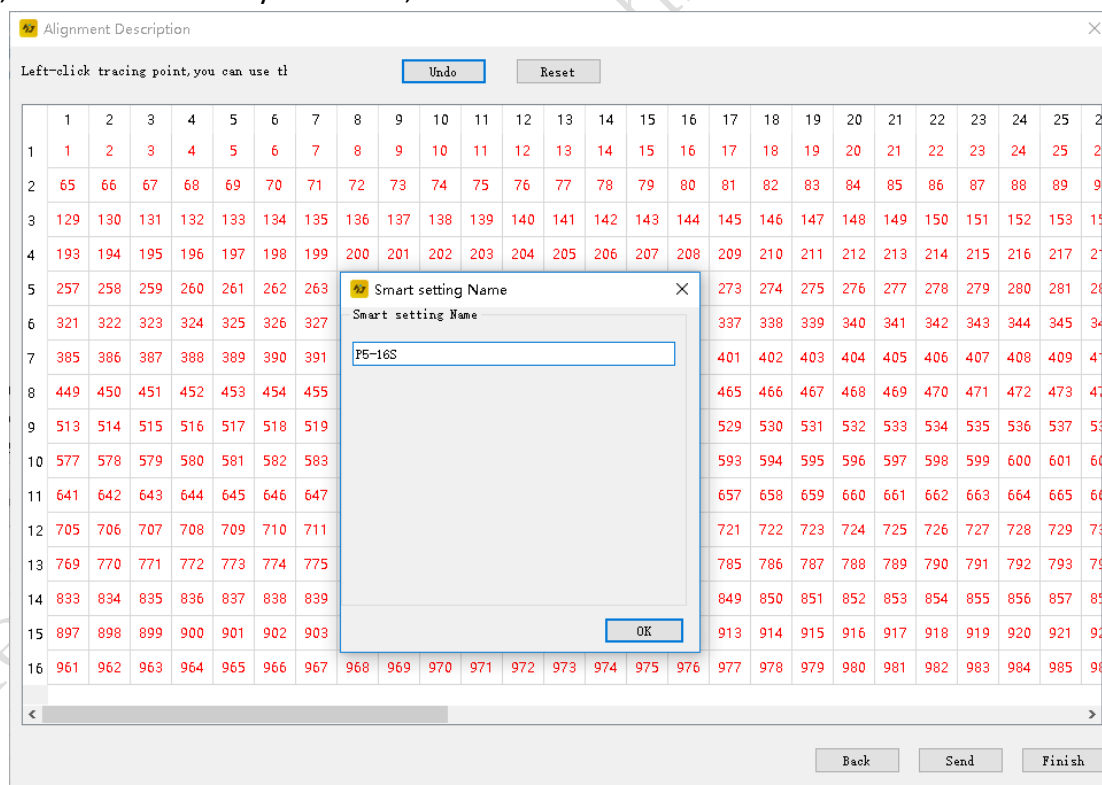 Alignment Description
Left-click tracing point, you can use tl
Undo
Reset
1 2 3 4 5 6 7 8 9 10 11 12 13 14 15 16 17 18 19 20 21 22 23 24 25 2
1 1 2 3 4 5 6 7 8 9 10 11 12 13 14 15 16 17 18 19 20 21 22 23 24 25 2
2 65 66 67 68 69 70 71 72 73 74 75 76 77 78 79 80 81 82 83 84 85 86 87 88 89 9
3 129 130 131 132 133 134 135 136 137 138 139 140 141 142 143 144 145 146 147 148 149 150 151 152 153 15
4 193 194 195 196 197 198 199 200 201 202 203 204 205 206 207 208 209 210 211 212 213 214 215 216 217 21
5 257 258 259 260 261 262 263 273 274 275 276 277 278 279 280 281 28
6 321 322 323 324 325 326 327 337 338 339 340 341 342 343 344 345 34
7 385 386 387 388 389 390 391 401 402 403 404 405 406 407 408 409 41
8 449 450 451 452 453 454 455 465 466 467 468 469 470 471 472 473 47
9 513 514 515 516 517 518 519 529 530 531 532 533 534 535 536 537 53
10 577 578 579 580 581 582 583 593 594 595 596 597 598 599 600 601 60
11 641 642 643 644 645 646 647 657 658 659 660 661 662 663 664 665 66
12 705 706 707 708 709 710 711 721 722 723 724 725 726 727 728 729 73
13 769 770 771 772 773 774 775 785 786 787 788 789 790 791 792 793 79
14 833 834 835 836 837 838 839 849 850 851 852 853 854 855 856 857 85
15 897 898 899 900 901 902 903 913 914 915 916 917 918 919 920 921 92
16 961 962 963 964 965 966 967 968 969 970 971 972 973 974 975 976 977 978 979 980 981 982 983 984 985 98
Smart setting Name
Smart setting Name
P5-16S
OK
Back
Send
Finish